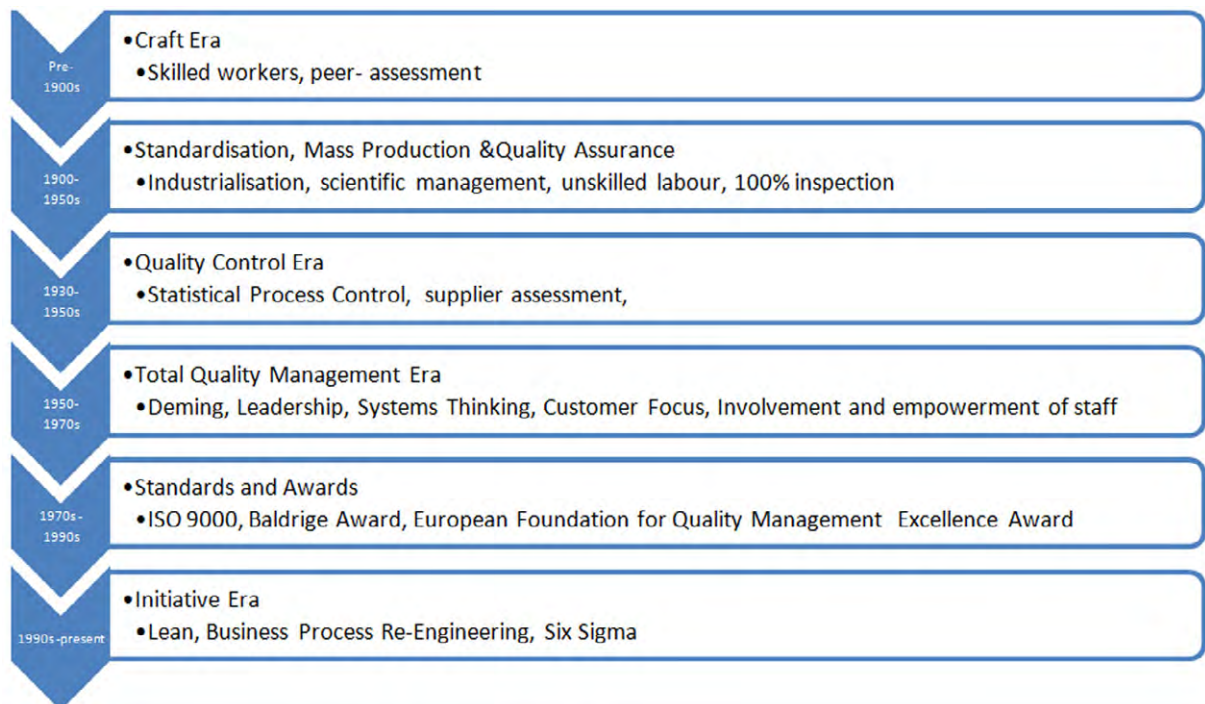 Pre-
1900s
•Craft Era
•Skilled workers, peer- assessment
1900-
1950s
•Standardisation, Mass Production &Quality Assurance
•Industrialisation, scientific management, unskilled labour, 100% inspection
1930-
1950s
•Quality Control Era
•Statistical Process Control, supplier assessment,
1950-
1970s
•Total Quality Management Era
•Deming, Leadership, Systems Thinking, Customer Focus, Involvement and empowerment of staff
1970s-
1990s
•Standards and Awards
•ISO 9000, Baldrige Award, European Foundation for Quality Management Excellence Award
1990s-present
•Initiative Era
•Lean, Business Process Re-Engineering, Six Sigma